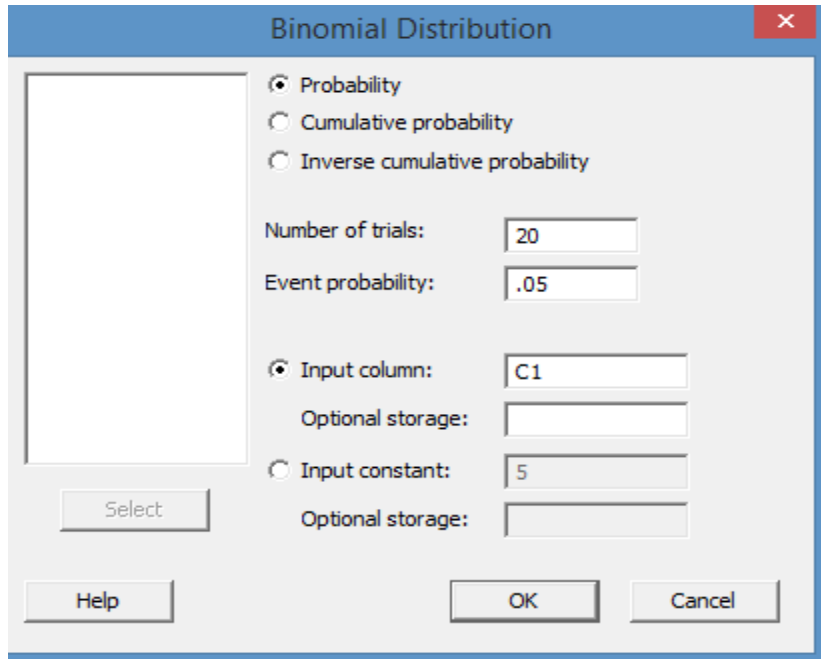 Binomial Distribution
Probability
Cumulative probability
Inverse cumulative probability
Number of trials: 20
Event probability: .05
Input column: C1
Optional storage:
Input constant: 5
Optional storage:
Select
Help OK Cancel